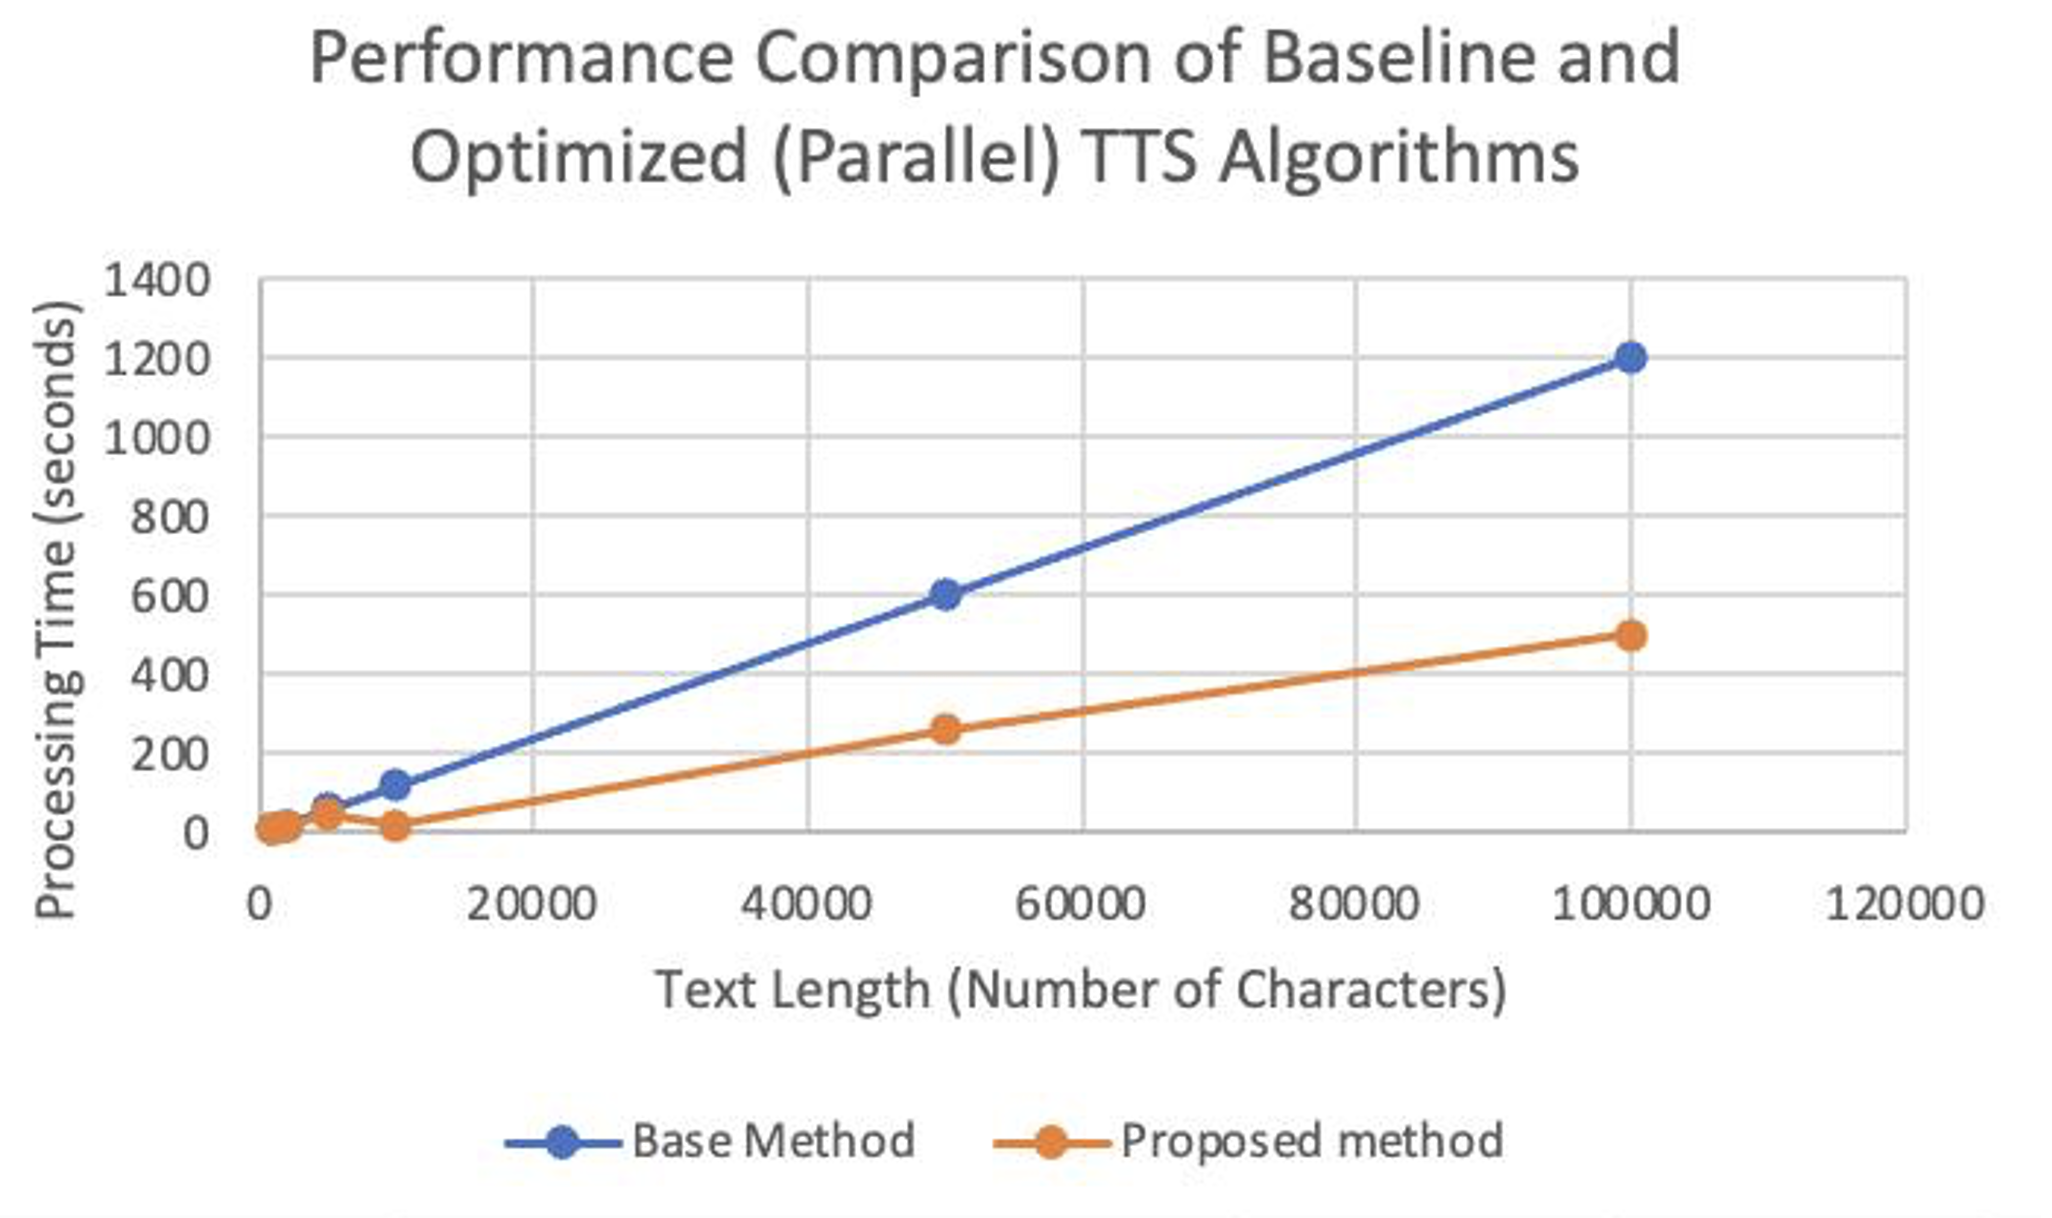 Performance Comparison of Baseline and
Optimized (Parallel) TTS Algorithms
Processing Time (seconds)
1400
1200
1000
800
600
400
200
0
0 20000 40000 60000 80000 100000 120000
Text Length (Number of Characters)
Base Method Proposed method